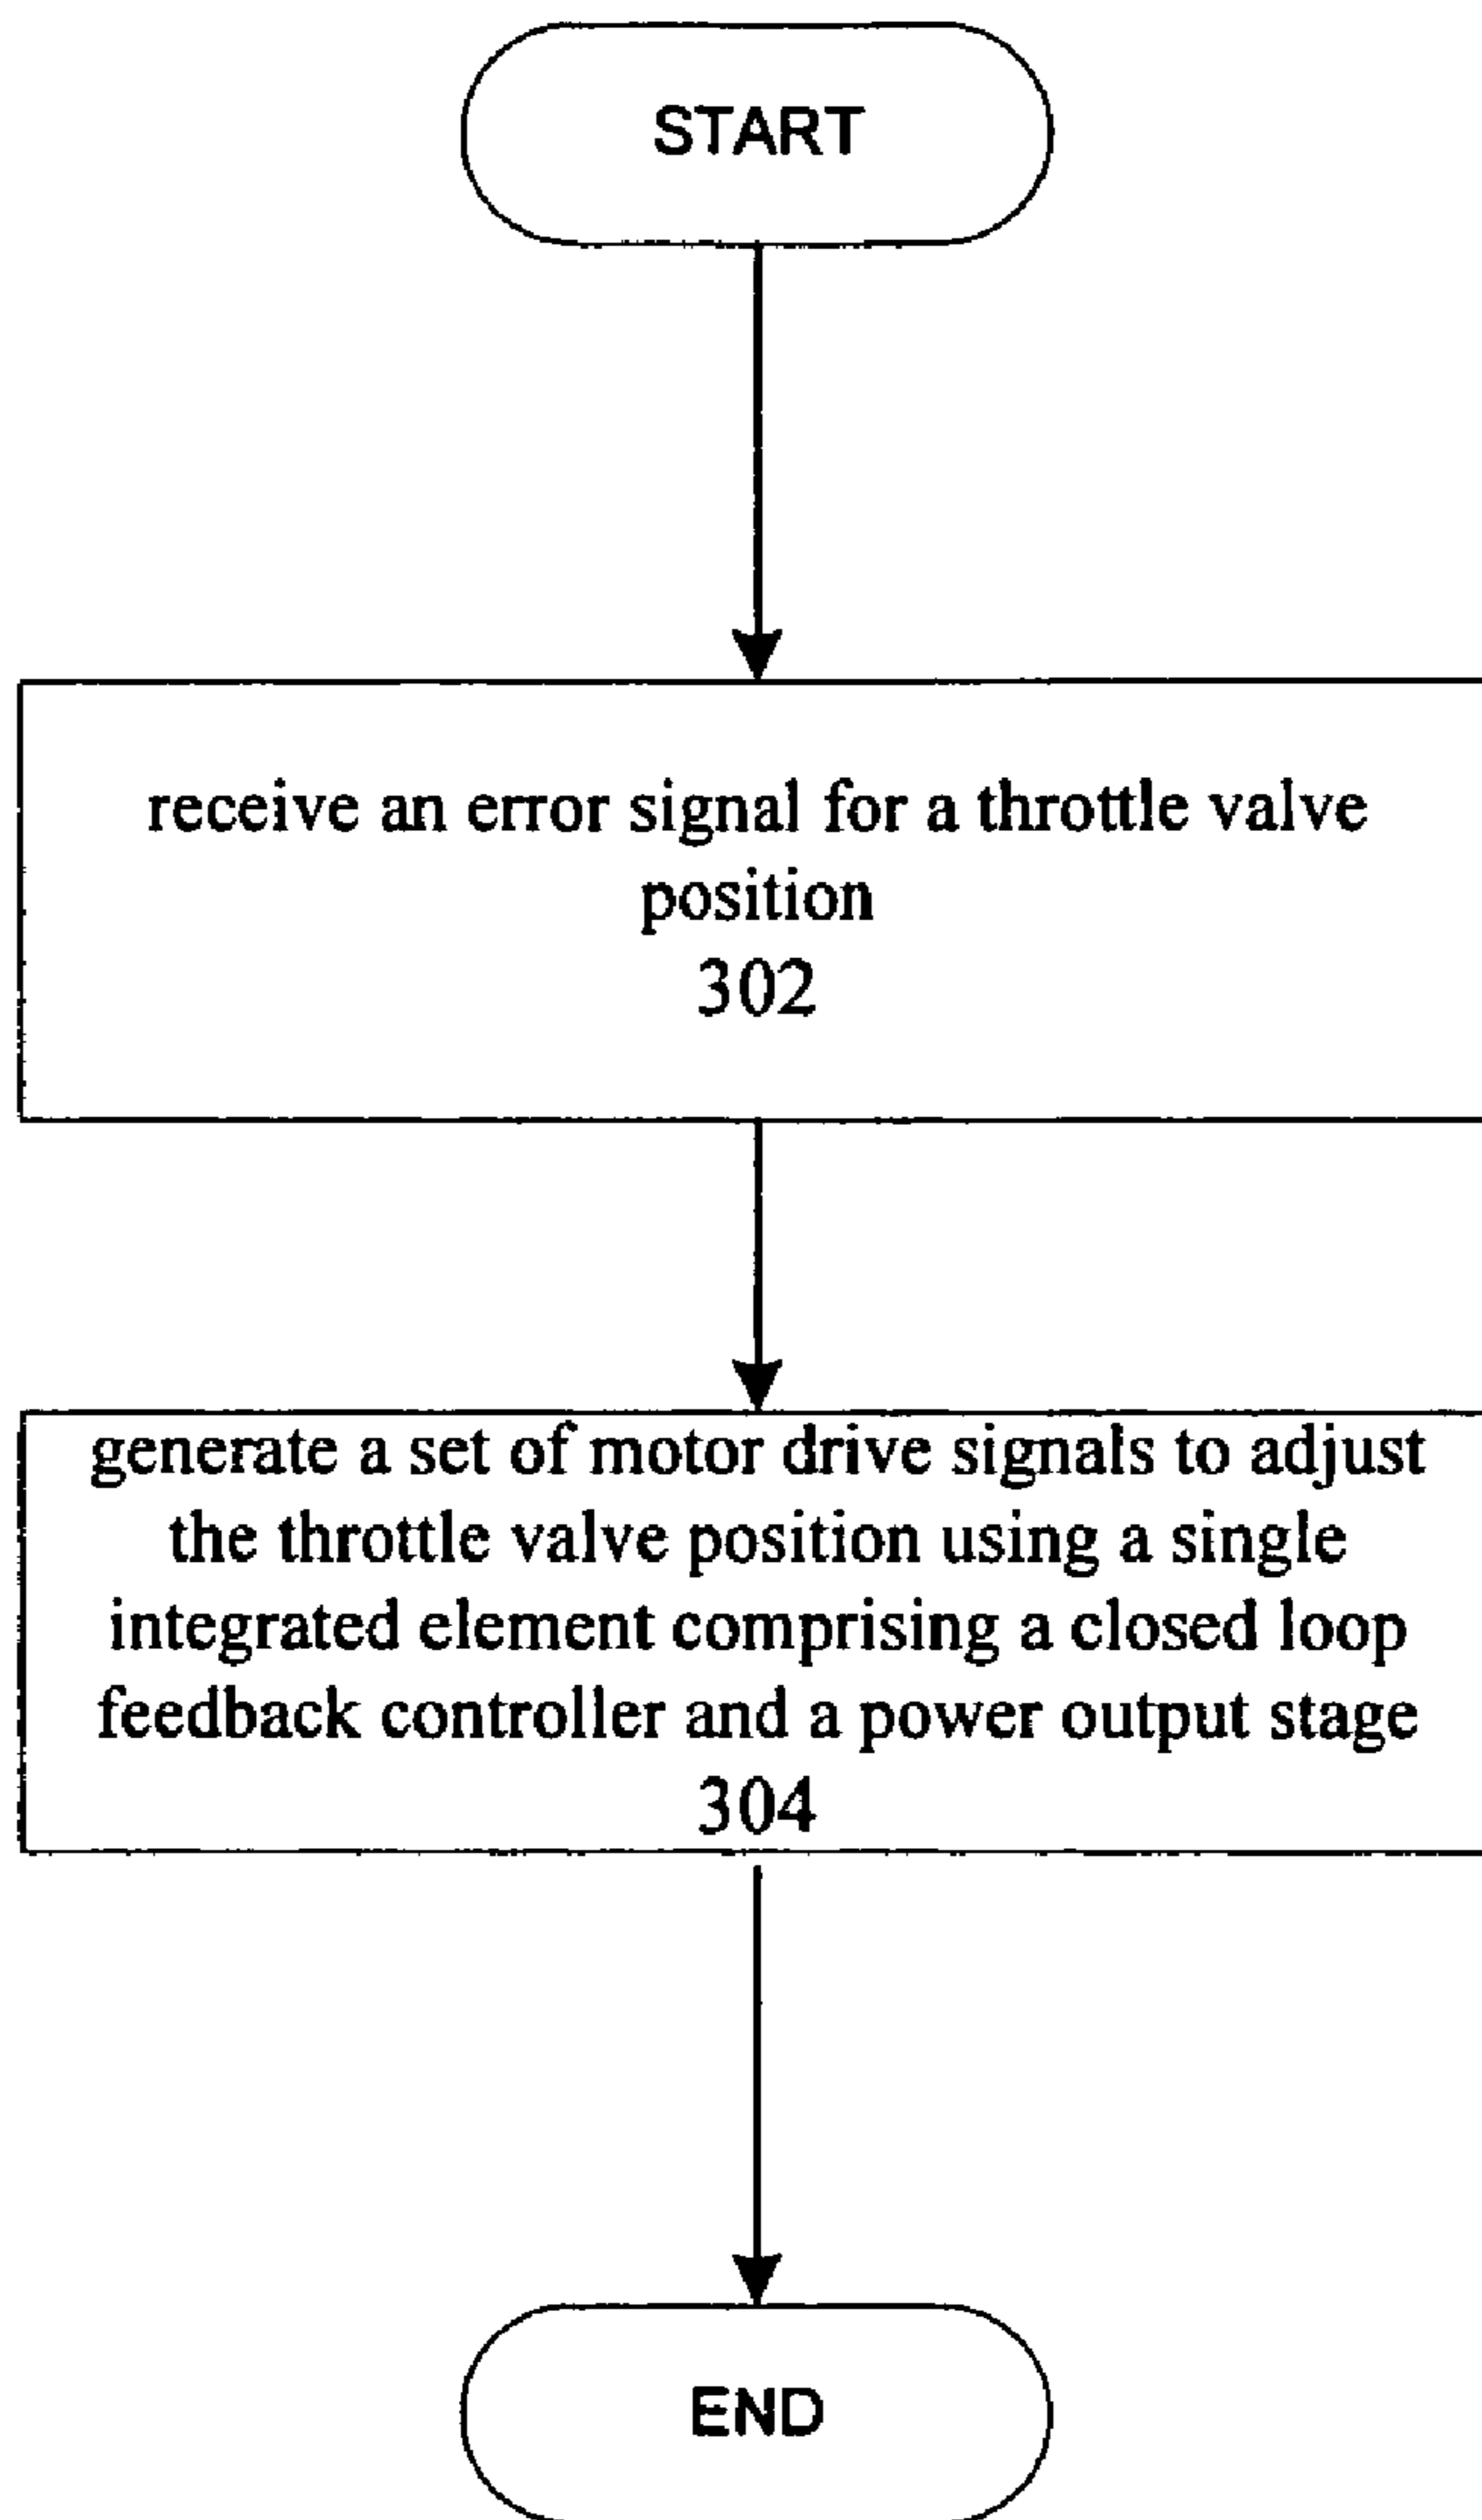 START
receive an error signal for a throttle valve
position
302
generate a set of motor drive signals to adjust
the throttle valve position using a single
integrated element comprising a closed loop
feedback controller and a power output stage
304
END